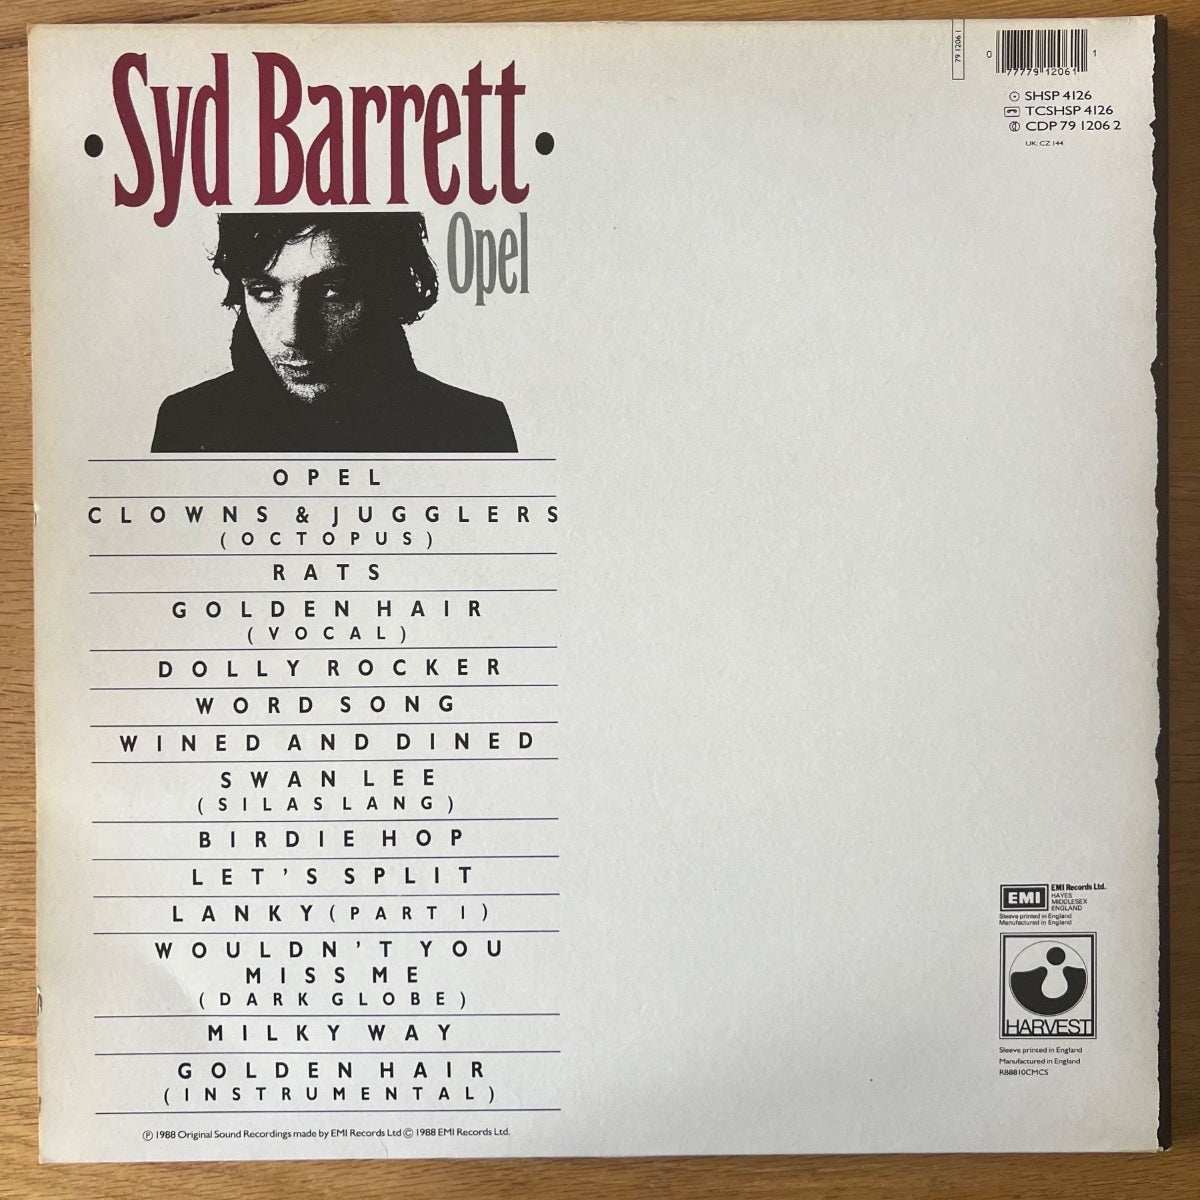 Syd Barrett
Opel
79 1206 1
0 77779 12061 1
SHSP 4126
TCSHSP 4126
CDP 79 1206 2
UK: CZ 144
OPEL
CLOWNS & JUGGLERS
(OCTOPUS)
RATS
GOLDEN HAIR
(VOCAL)
DOLLY ROCKER
WORD SONG
WINED AND DINED
SWAN LEE
(SILAS LANG)
BIRDIE HOP
LET'S SPLIT
LANKY (PART I)
WOULDN'T YOU
MISS ME
(DARK GLOBE)
MILKY WAY
GOLDEN HAIR
(INSTRUMENTAL)
℗ 1988 Original Sound Recordings made by EMI Records Ltd © 1988 EMI Records Ltd.
EMI
EMI Records Ltd.
HAYES
MIDDLESEX
ENGLAND
Sleeve printed in England
Manufactured in England
HARVEST
Sleeve printed in England
Manufactured in England
RB8810CMCS